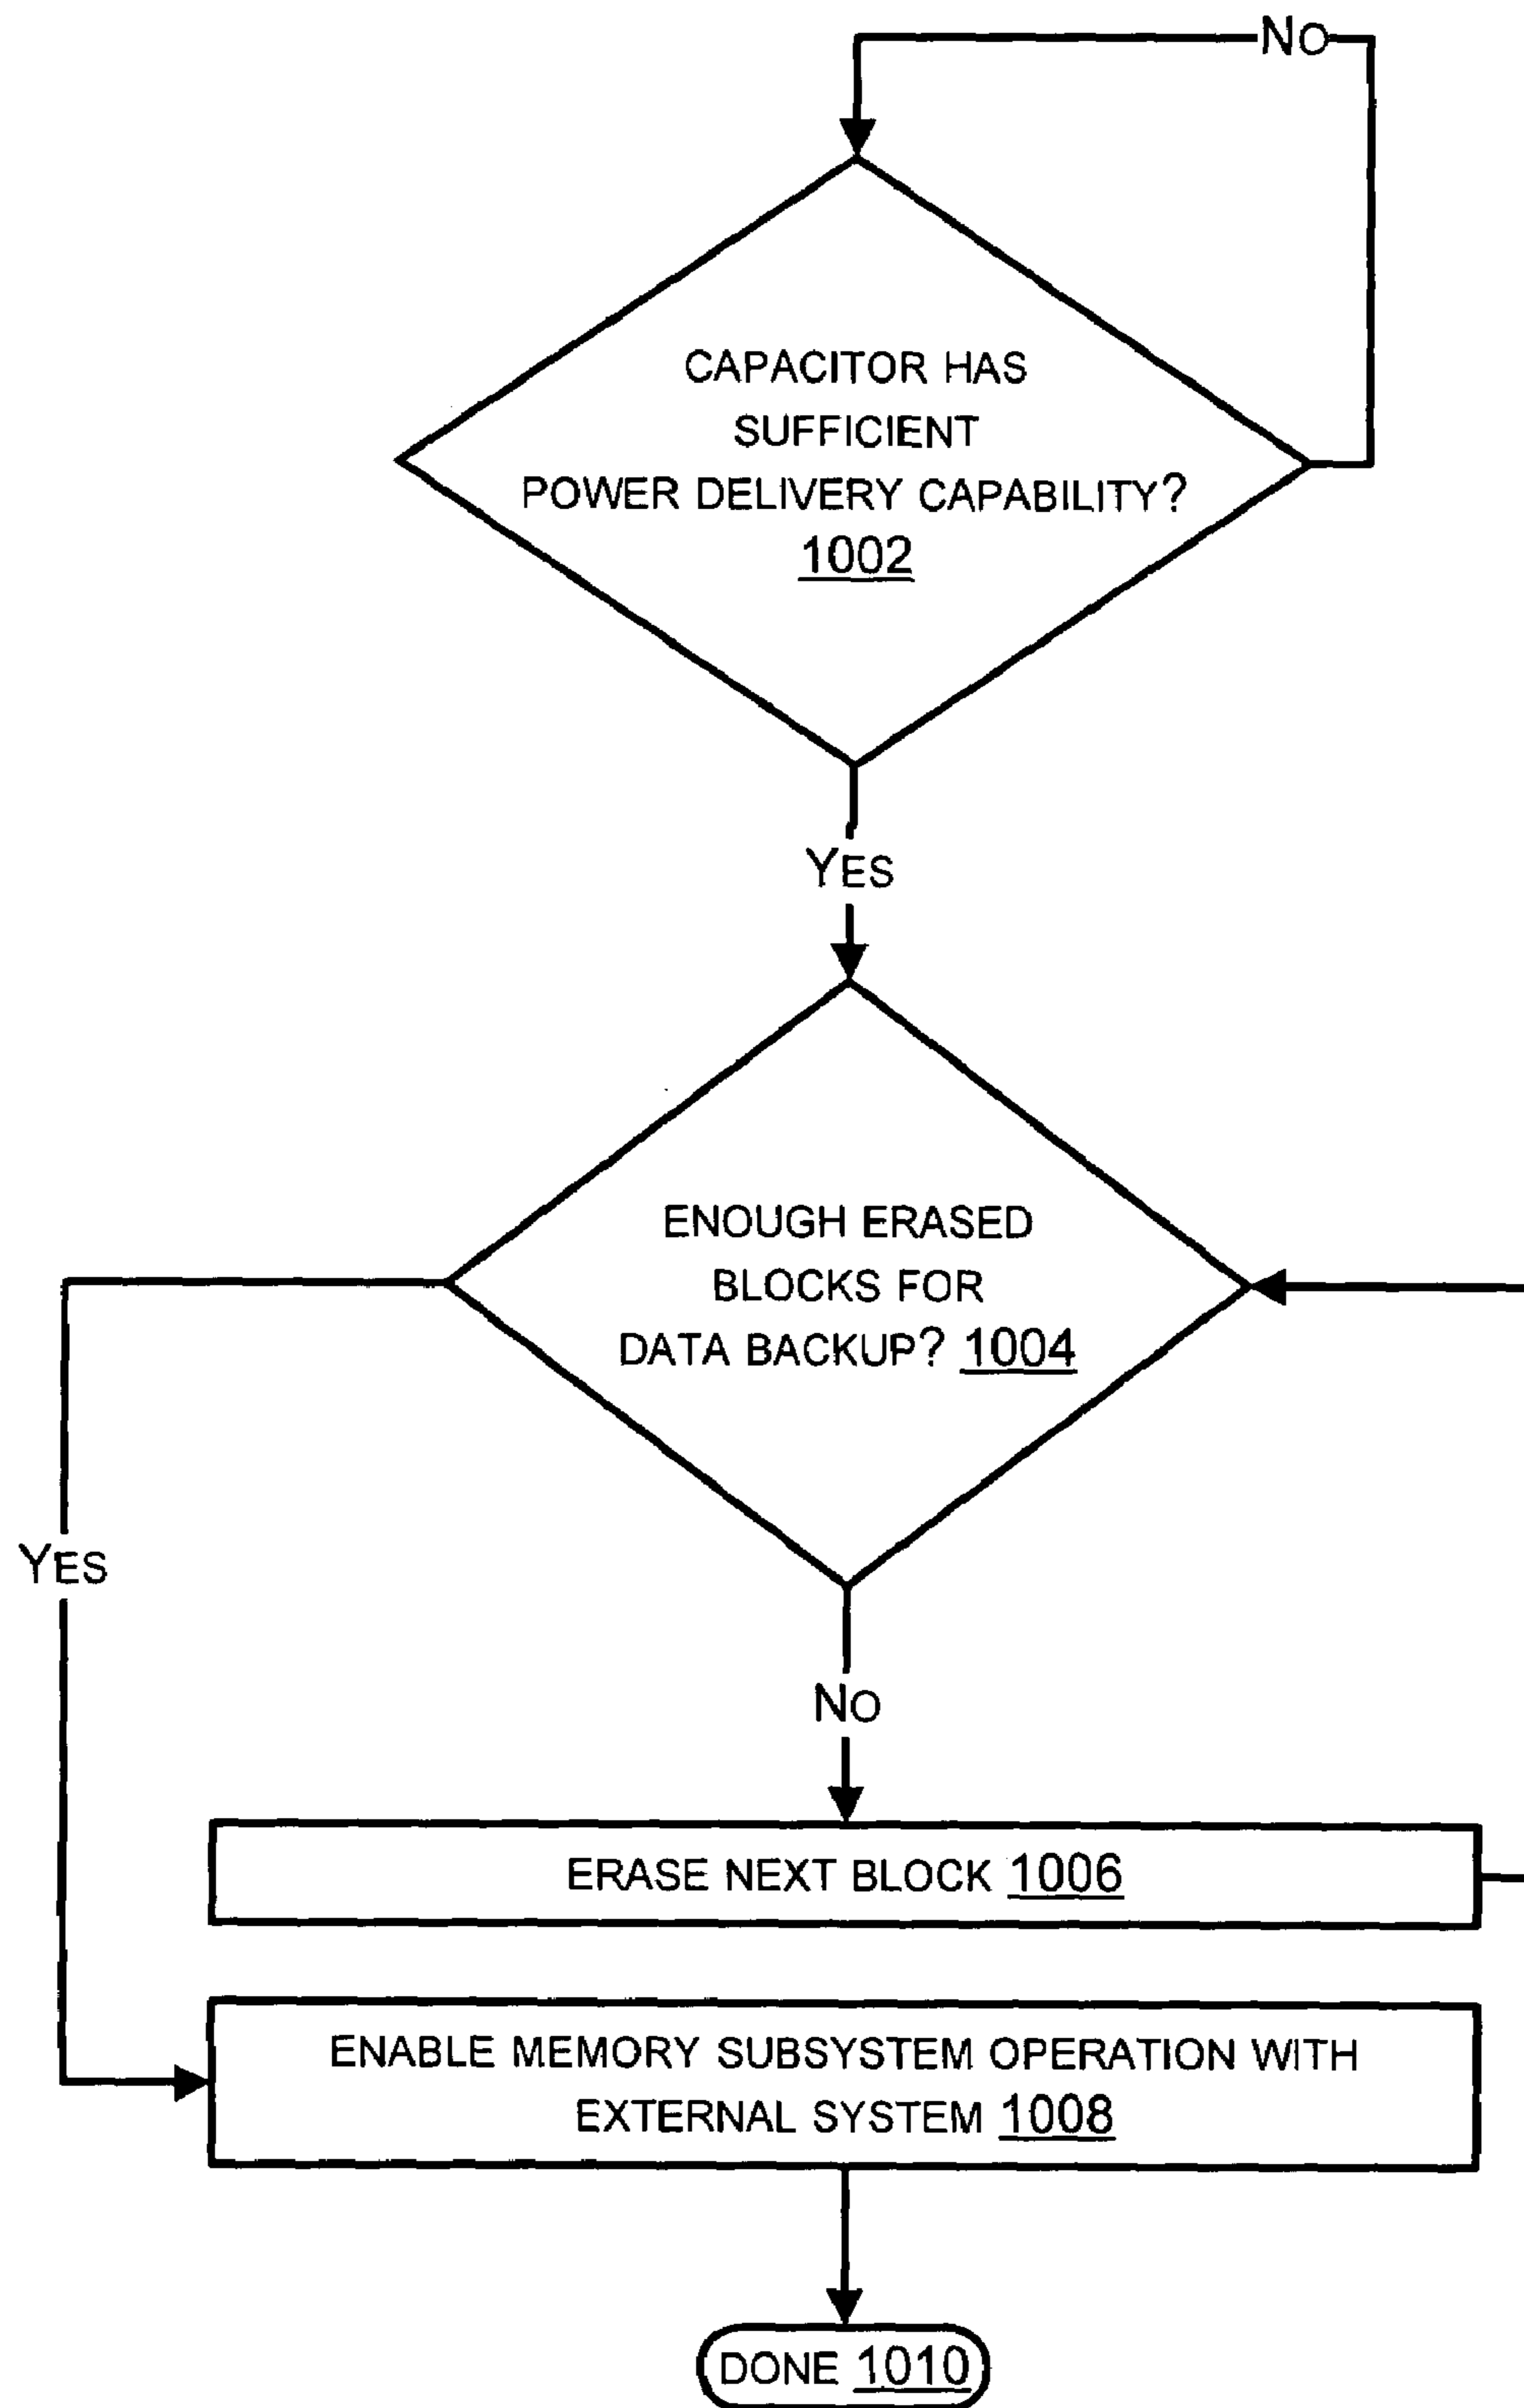 NO
CAPACITOR HAS
SUFFICIENT
POWER DELIVERY CAPABILITY?
1002
YES
ENOUGH ERASED
BLOCKS FOR
DATA BACKUP? 1004
YES
NO
ERASE NEXT BLOCK 1006
ENABLE MEMORY SUBSYSTEM OPERATION WITH
EXTERNAL SYSTEM 1008
DONE 1010